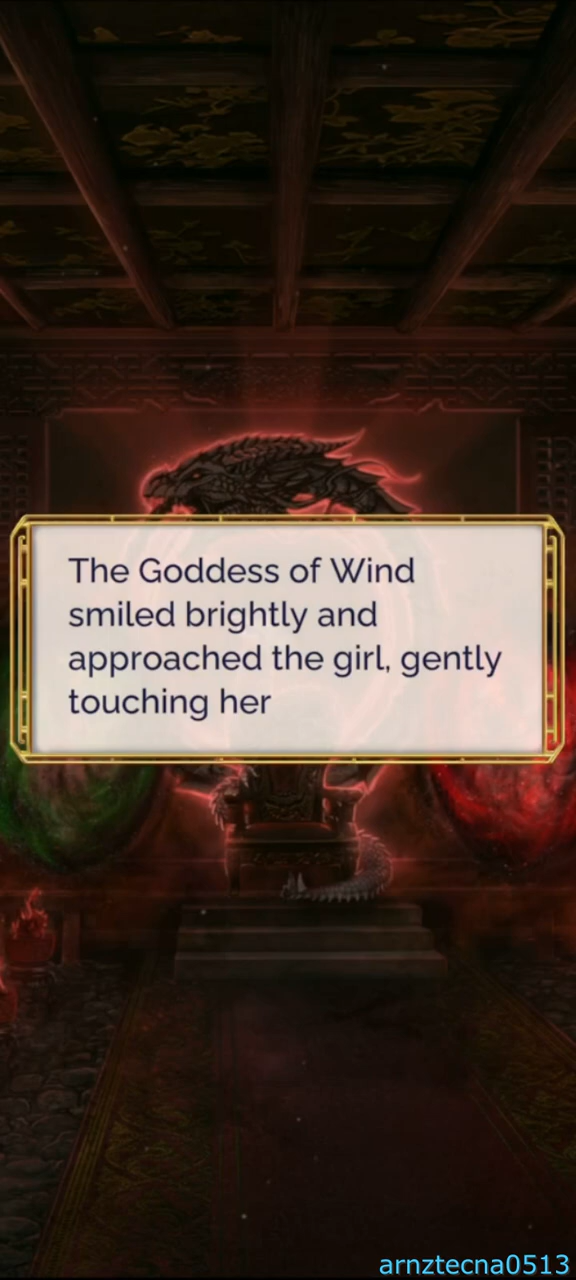 The Goddess of Wind
smiled brightly and
approached the girl, gently
touching her
arnztecna0513